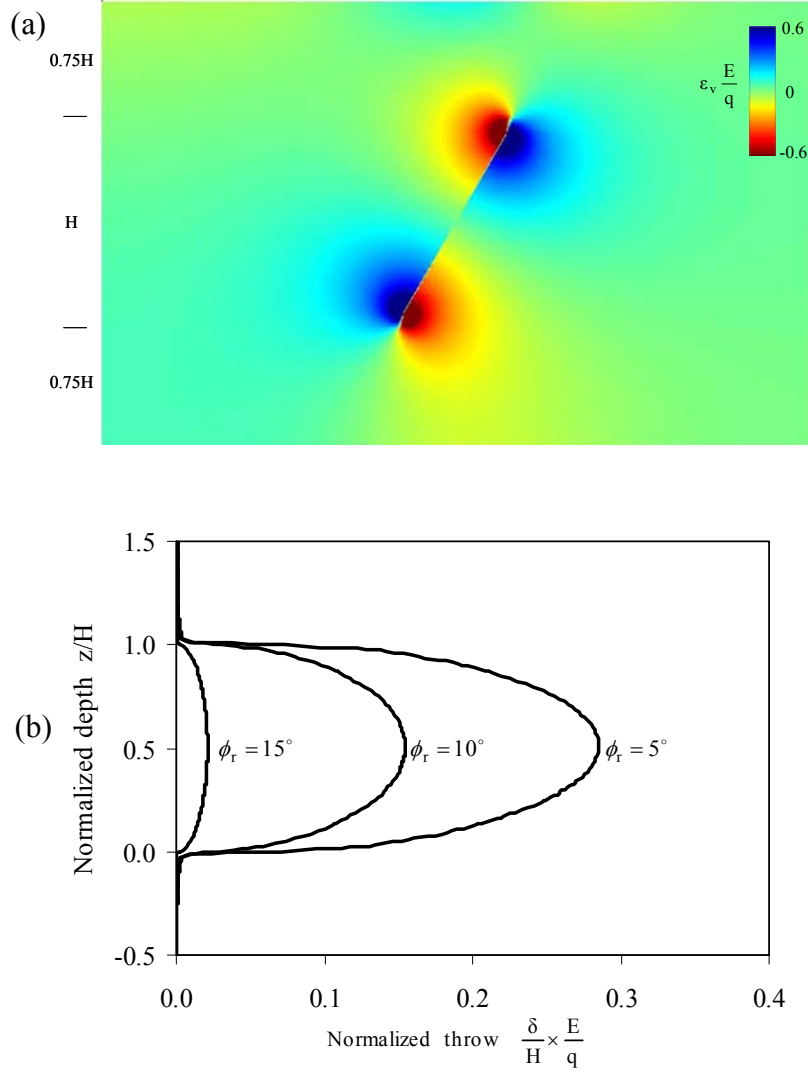 (a)
0.75H
H
0.75H
ε_v E/q
0.6
0
-0.6
(b)
Normalized depth z/H
1.5
1.0
0.5
0.0
-0.5
ϕ_r = 15°
ϕ_r = 10°
ϕ_r = 5°
0.0 0.1 0.2 0.3 0.4
Normalized throw δ/H × E/q